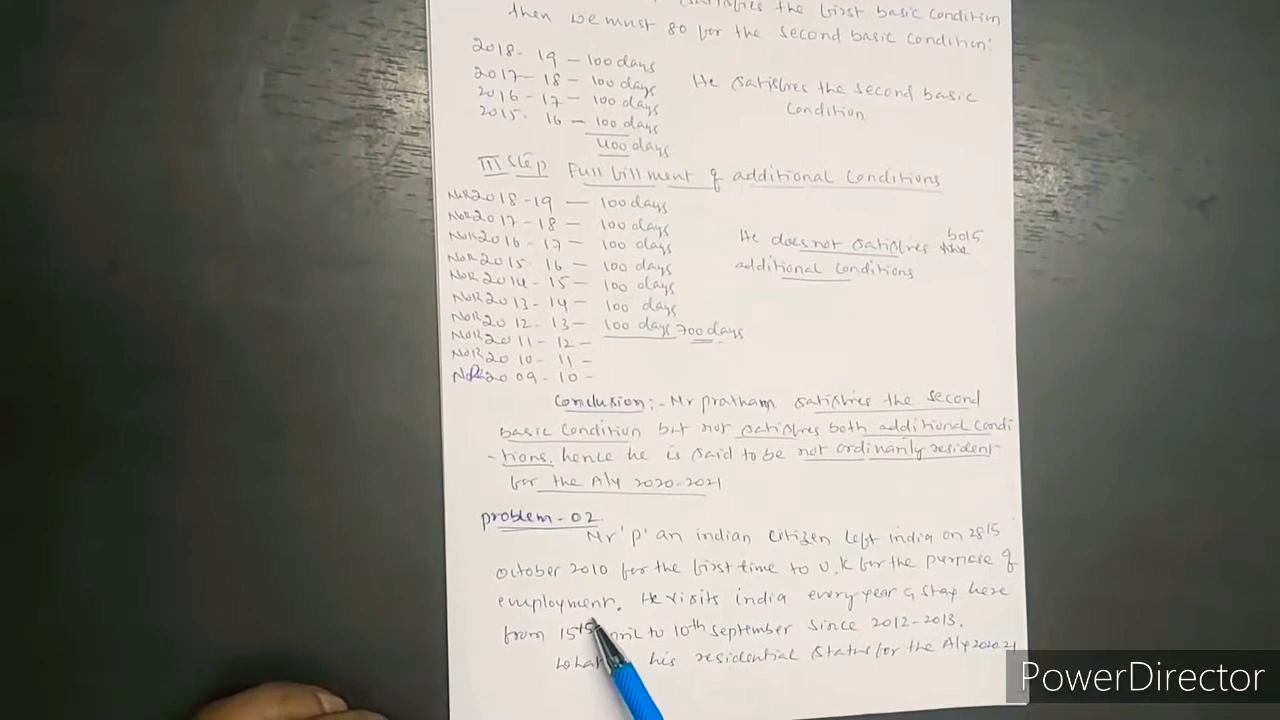 the first basic condition
then we must go for the second basic condition:
2018-19 - 100 days
2017-18 - 100 days
2016-17 - 100 days
2015-16 - 100 days
400 days
He satisfies the second basic
condition
III Step Fullfillment of additional conditions
NOR 2018-19 - 100 days
NOR 2017-18 - 100 days
NOR 2016-17 - 100 days
NOR 2015-16 - 100 days
NOR 2014-15 - 100 days
NOR 2013-14 - 100 days
NOR 2012-13 - 100 days 700 days
NOR 2011-12 -
NOR 2010-11 -
NOR 2009-10 -
He does not satisfies both
additional conditions
Conclusion:- Mr pratham satisfies the second
basic condition but not satisfies both additional condi
-tions, hence he is said to be not ordinarily resident
for the A/y 2020-2021
problem-02
Mr 'P' an indian citizen left india on 28th
october 2010 for the first time to U.K for the purpose of
employment. He visits india every year & stay here
from 15th to 10th september since 2012-2013.
his residential status for the A/y 2020.21
PowerDirector